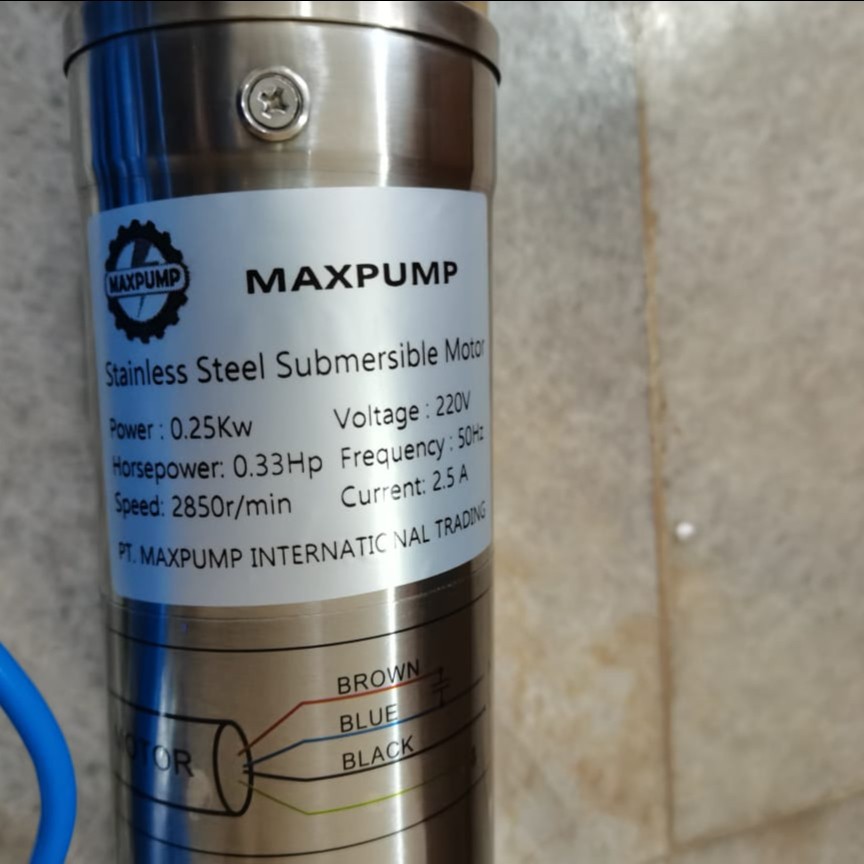 MAXPUMP
MAXPUMP
Stainless Steel Submersible Motor
Power : 0.25Kw
Voltage : 220V
Horsepower: 0.33Hp
Frequency : 50Hz
Speed: 2850r/min
Current: 2.5 A
PT. MAXPUMP INTERNATIONAL TRADING
BROWN
BLUE
MOTOR
BLACK